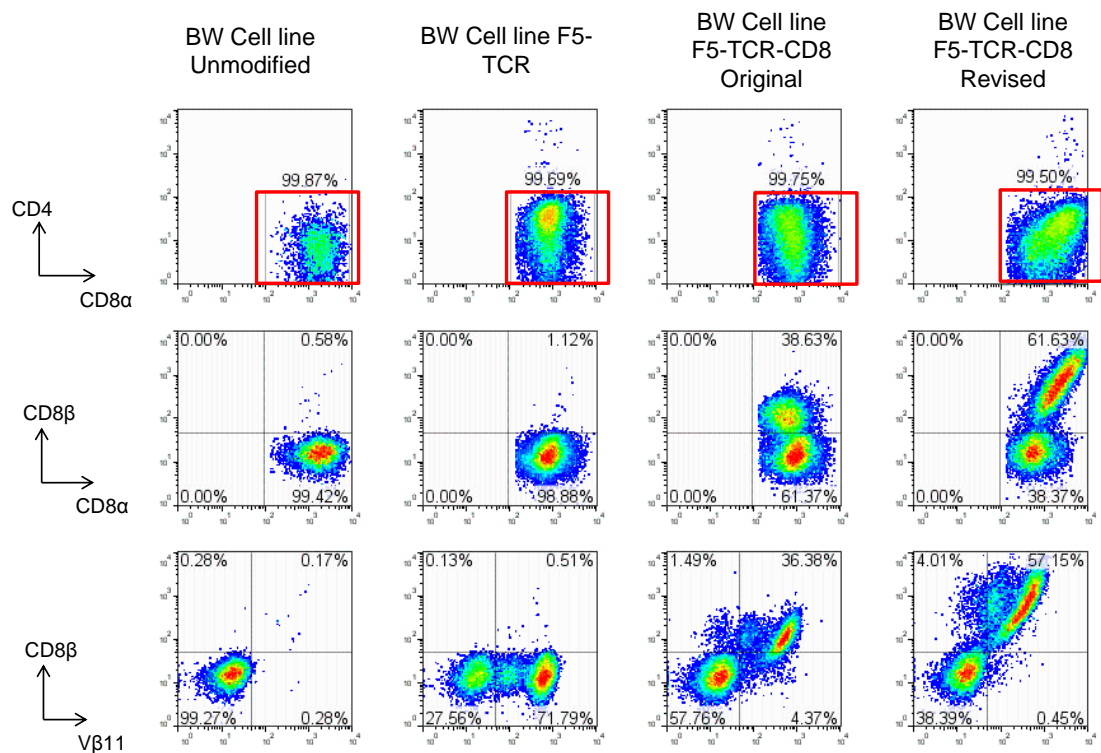 BW Cell line
Unmodified
BW Cell line F5-
TCR
BW Cell line
F5-TCR-CD8
Original
BW Cell line
F5-TCR-CD8
Revised
CD4
CD8α
99.87%
99.69%
99.75%
99.50%
CD8β
CD8α
0.00% 0.58%
0.00% 99.42%
0.00% 1.12%
0.00% 98.88%
0.00% 38.63%
0.00% 61.37%
0.00% 61.63%
0.00% 38.37%
CD8β
Vβ11
0.28% 0.17%
99.27% 0.28%
0.13% 0.51%
27.56% 71.79%
1.49% 36.38%
57.76% 4.37%
4.01% 57.15%
38.39% 0.45%